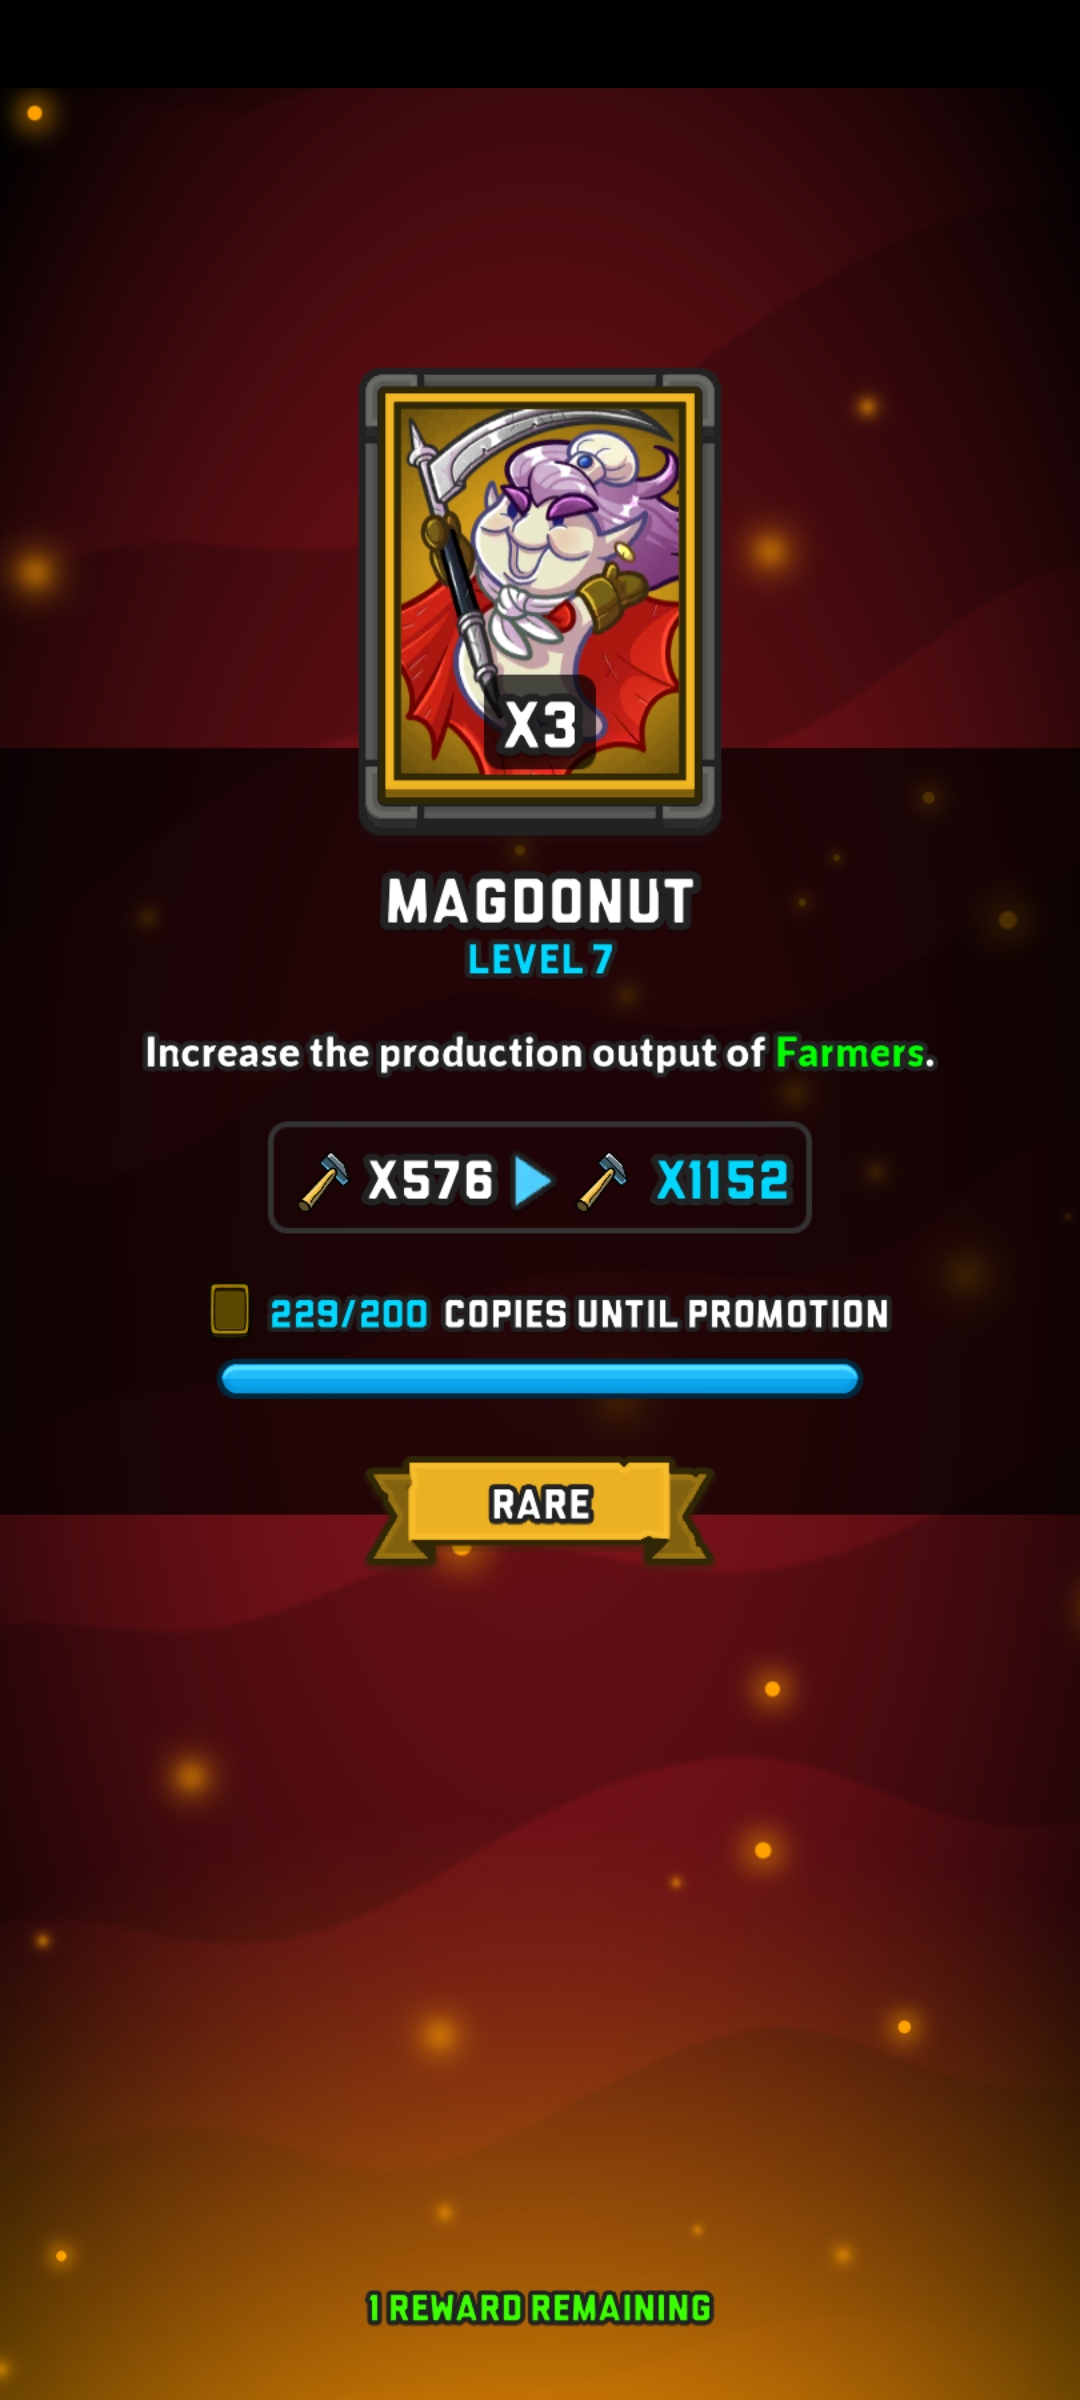 X3
MAGDONUT
LEVEL 7
Increase the production output of Farmers.
X576 X1152
229/200 COPIES UNTIL PROMOTION
RARE
1 REWARD REMAINING